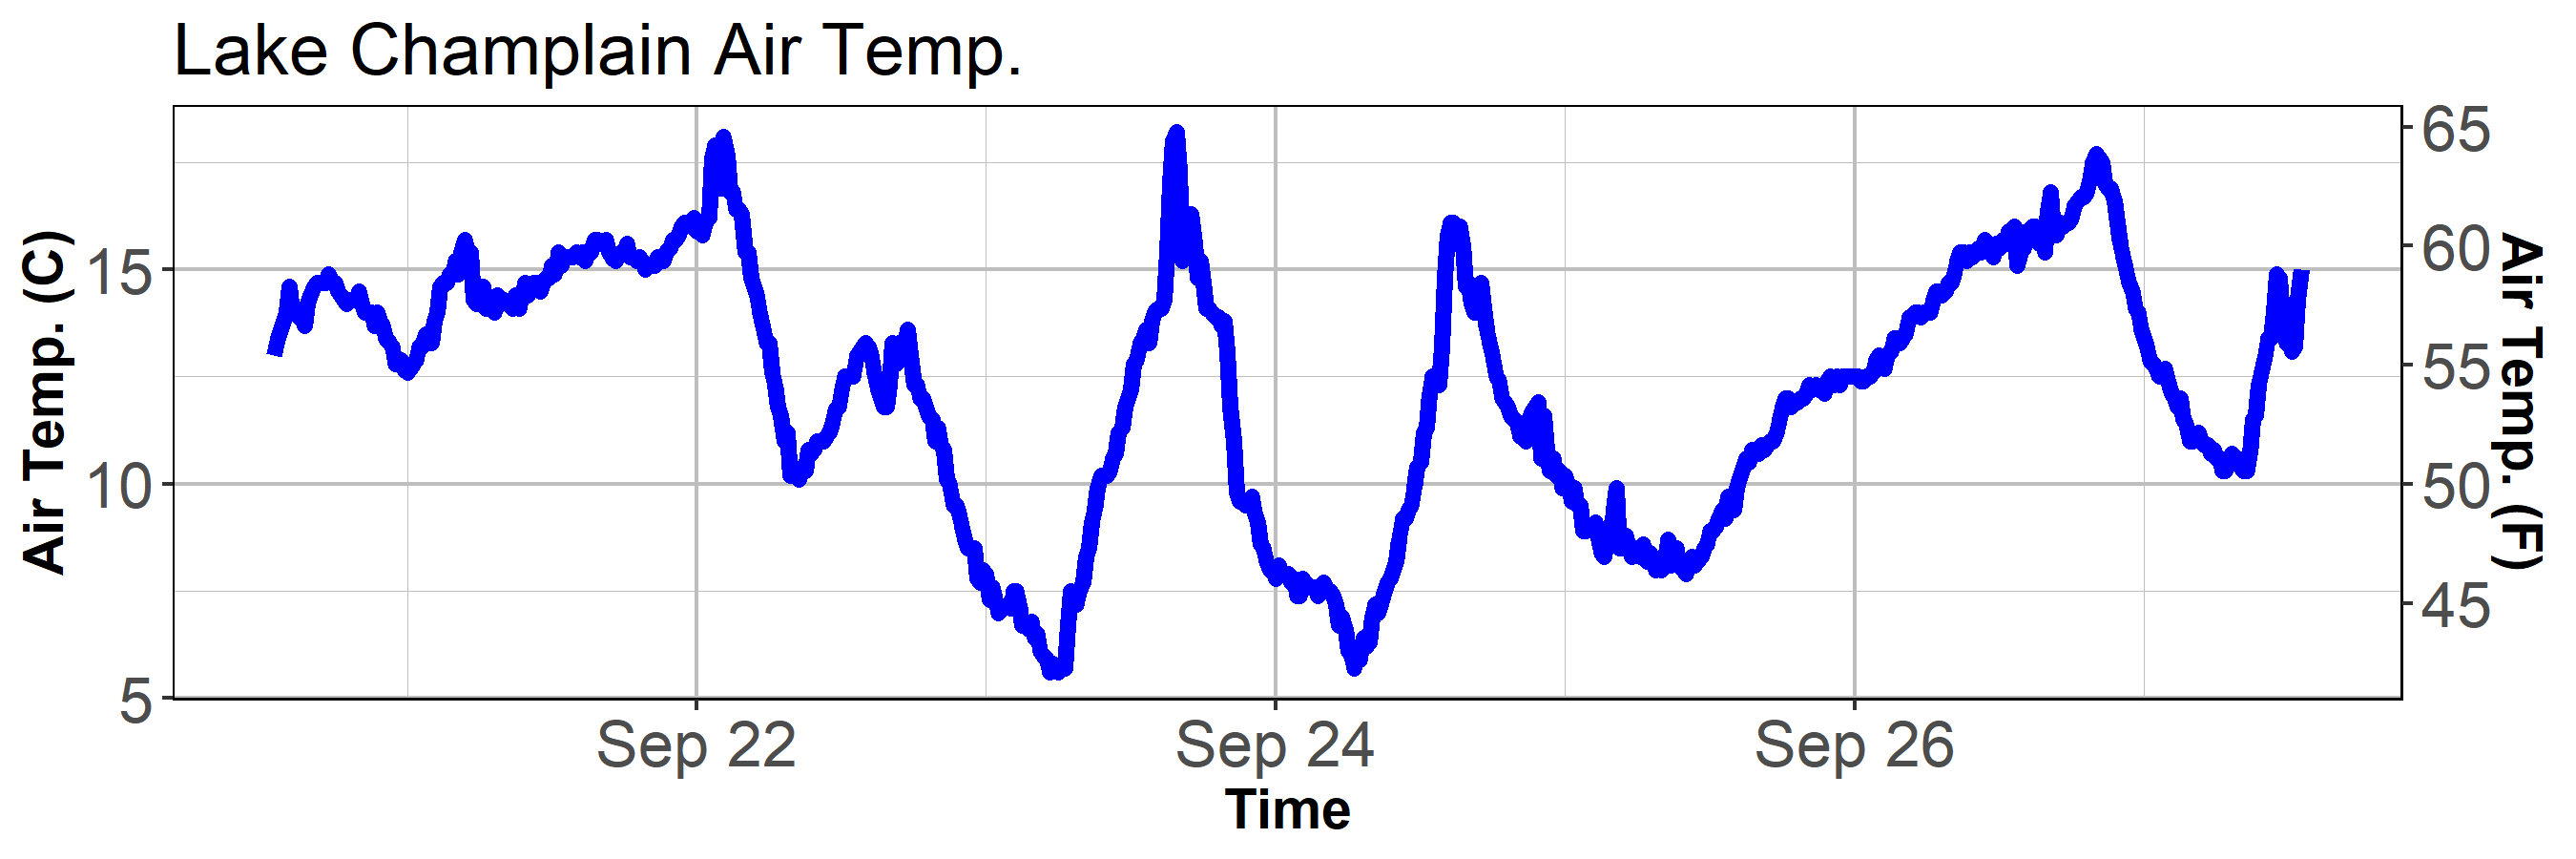 Lake Champlain Air Temp.
Air Temp. (C)
15
10
5
65
60
55
50
45
Air Temp. (F)
Sep 22
Sep 24
Sep 26
Time